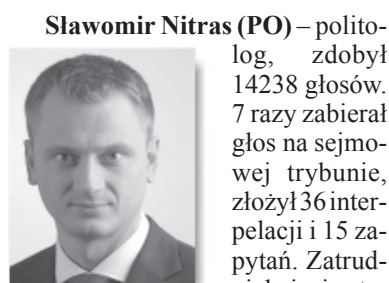 Sławomir Nitras (PO) – polito-
log, zdobył
14238 głosów.
7 razy zabierał
głos na sejmo-
wej trybunie,
złożył 36 inter-
pelacji i 15 za-
pytań. Zatrud-